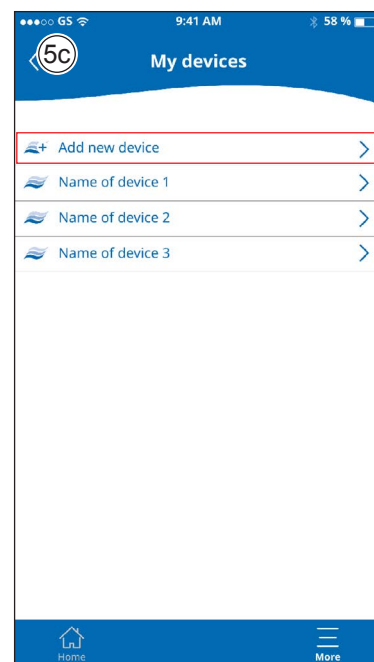 GS 9:41 AM 58 %
5c
My devices
Add new device
Name of device 1
Name of device 2
Name of device 3
Home More